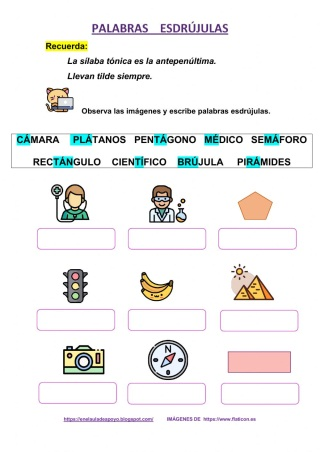 PALABRAS ESDRÚJULAS
Recuerda:
La sílaba tónica es la antepenúltima.
Llevan tilde siempre.
Observa las imágenes y escribe palabras esdrújulas.
CÁMARA PLÁTANOS PENTÁGONO MÉDICO SEMÁFORO
RECTÁNGULO CIENTÍFICO BRÚJULA PIRÁMIDES
https://enelauladeapoyo.blogspot.com/ IMÁGENES DE https://www.flaticon.es